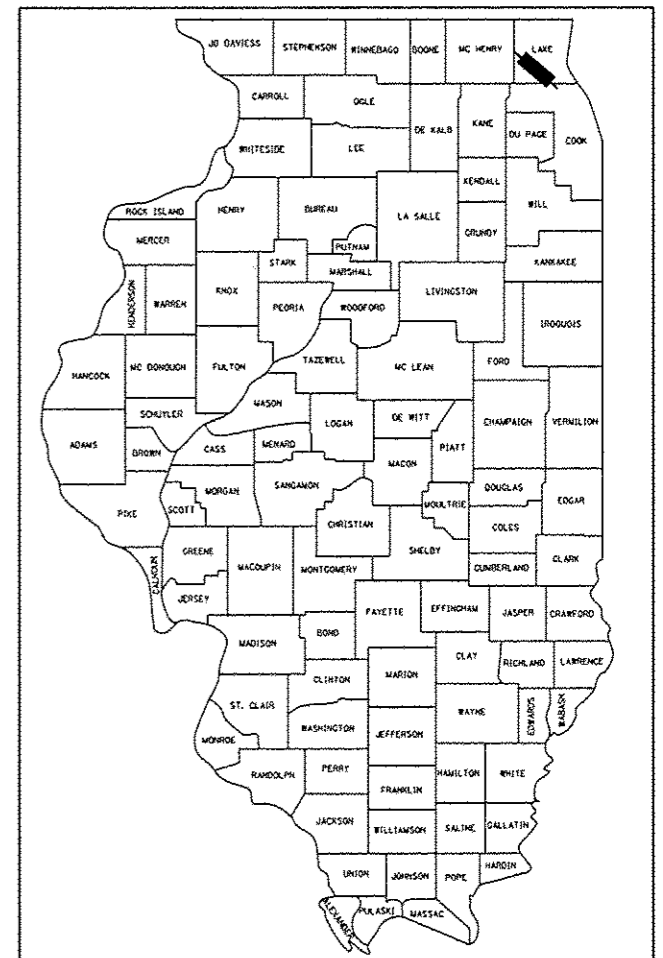 JO DAVIESS
STEPHENSON
WINNEBAGO
BOONE
MC HENRY
LAKE
CARROLL
OGLE
DE KALB
KANE
DU PAGE
COOK
WHITESIDE
LEE
KENDALL
WILL
ROCK ISLAND
HENRY
BUREAU
LA SALLE
GRUNDY
MERCER
PUTNAM
KANKAKEE
STARK
MARSHALL
HENDERSON
WARREN
KNOX
PEORIA
WOODFORD
LIVINGSTON
IROQUOIS
HANCOCK
MC DONOUGH
FULTON
TAZEWELL
MC LEAN
FORD
SCHUYLER
MASON
LOGAN
DE WITT
CHAMPAIGN
VERMILION
ADAMS
BROWN
CASS
MENARD
PIATT
MACON
PIKE
SCOTT
MORGAN
SANGAMON
CHRISTIAN
MOULTRIE
DOUGLAS
EDGAR
COLES
CALHOUN
GREENE
MACOUPIN
MONTGOMERY
SHELBY
CUMBERLAND
CLARK
JERSEY
FAYETTE
EFFINGHAM
JASPER
CRAWFORD
MADISON
BOND
CLAY
RICHLAND
LAWRENCE
CLINTON
MARION
ST. CLAIR
WASHINGTON
JEFFERSON
WAYNE
EDWARDS
WABASH
MONROE
RANDOLPH
PERRY
HAMILTON
WHITE
FRANKLIN
JACKSON
WILLIAMSON
SALINE
GALLATIN
UNION
JOHNSON
POPE
HARDIN
ALEXANDER
PULASKI
MASSAC